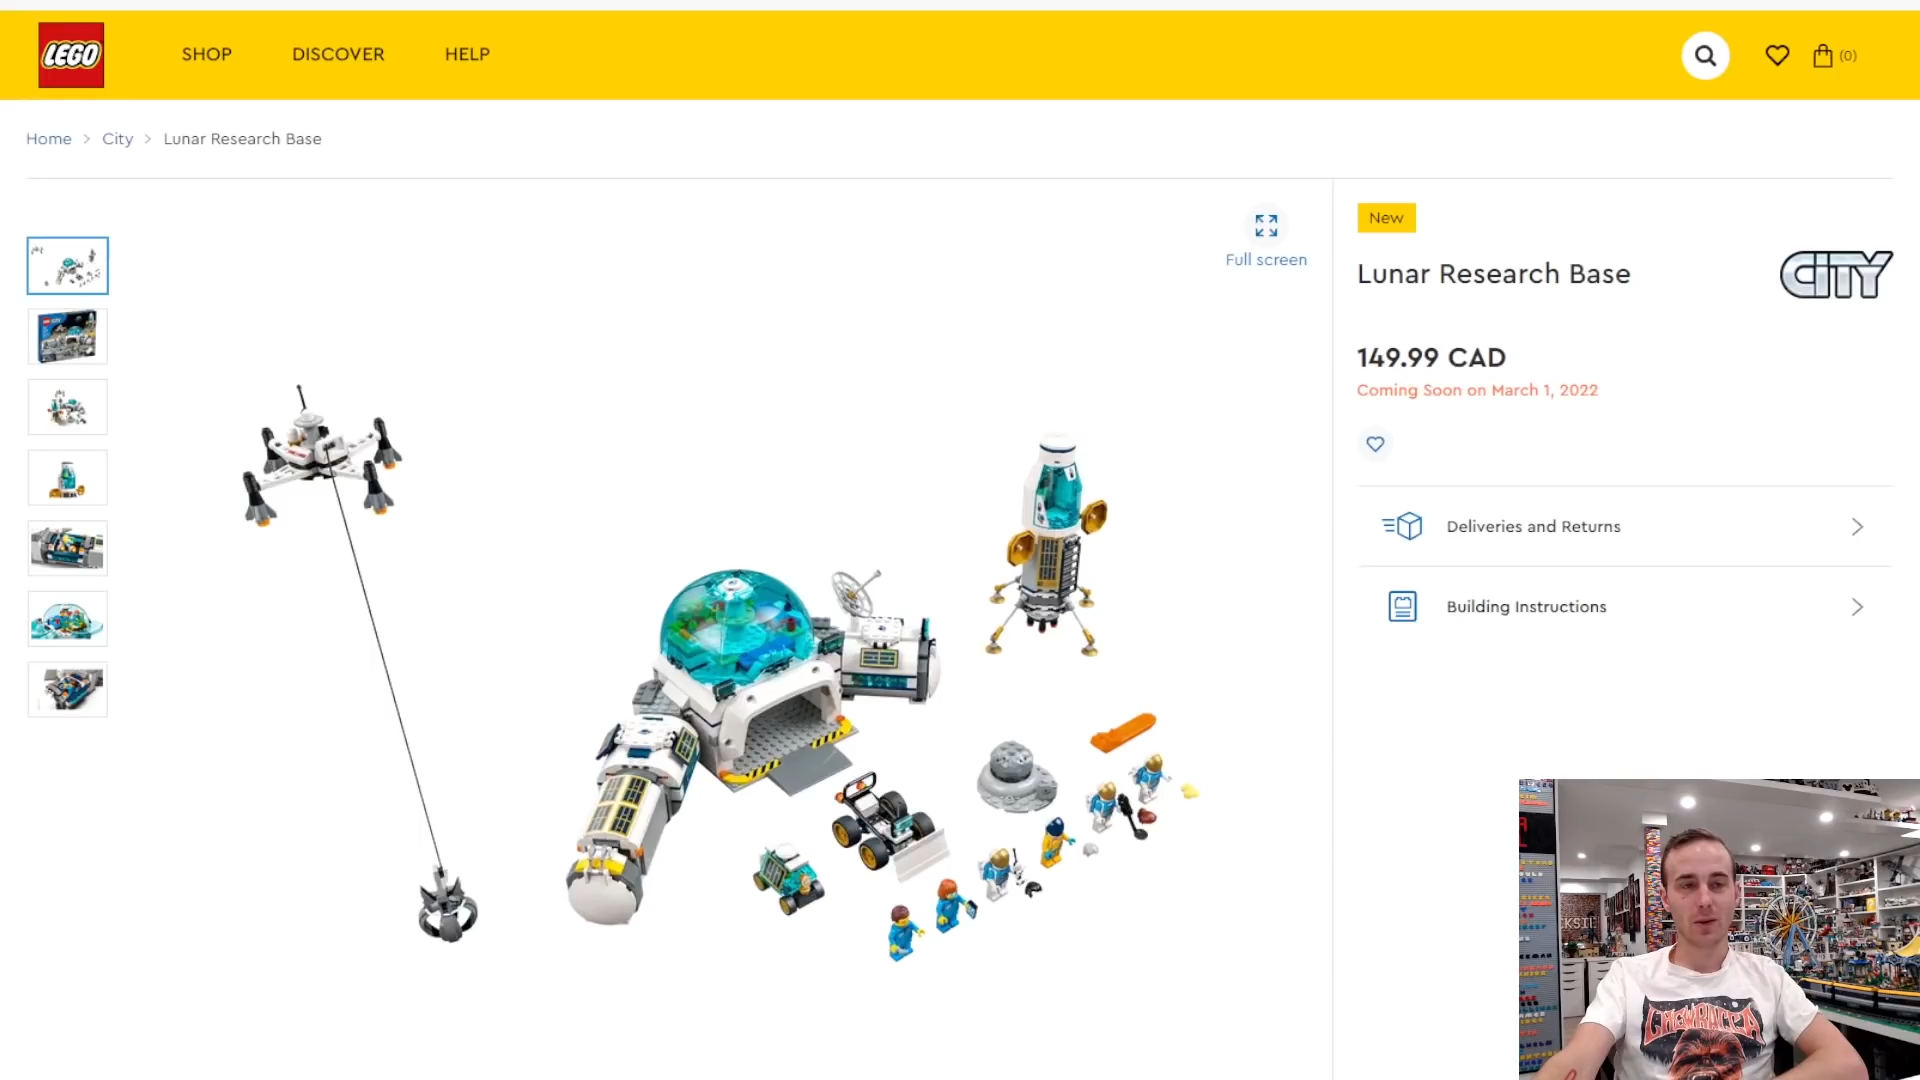 LEGO
SHOP
DISCOVER
HELP
(0)
Home > City > Lunar Research Base
Full screen
New
Lunar Research Base
CITY
149.99 CAD
Coming Soon on March 1, 2022
Deliveries and Returns
Building Instructions
CHEWBACCA